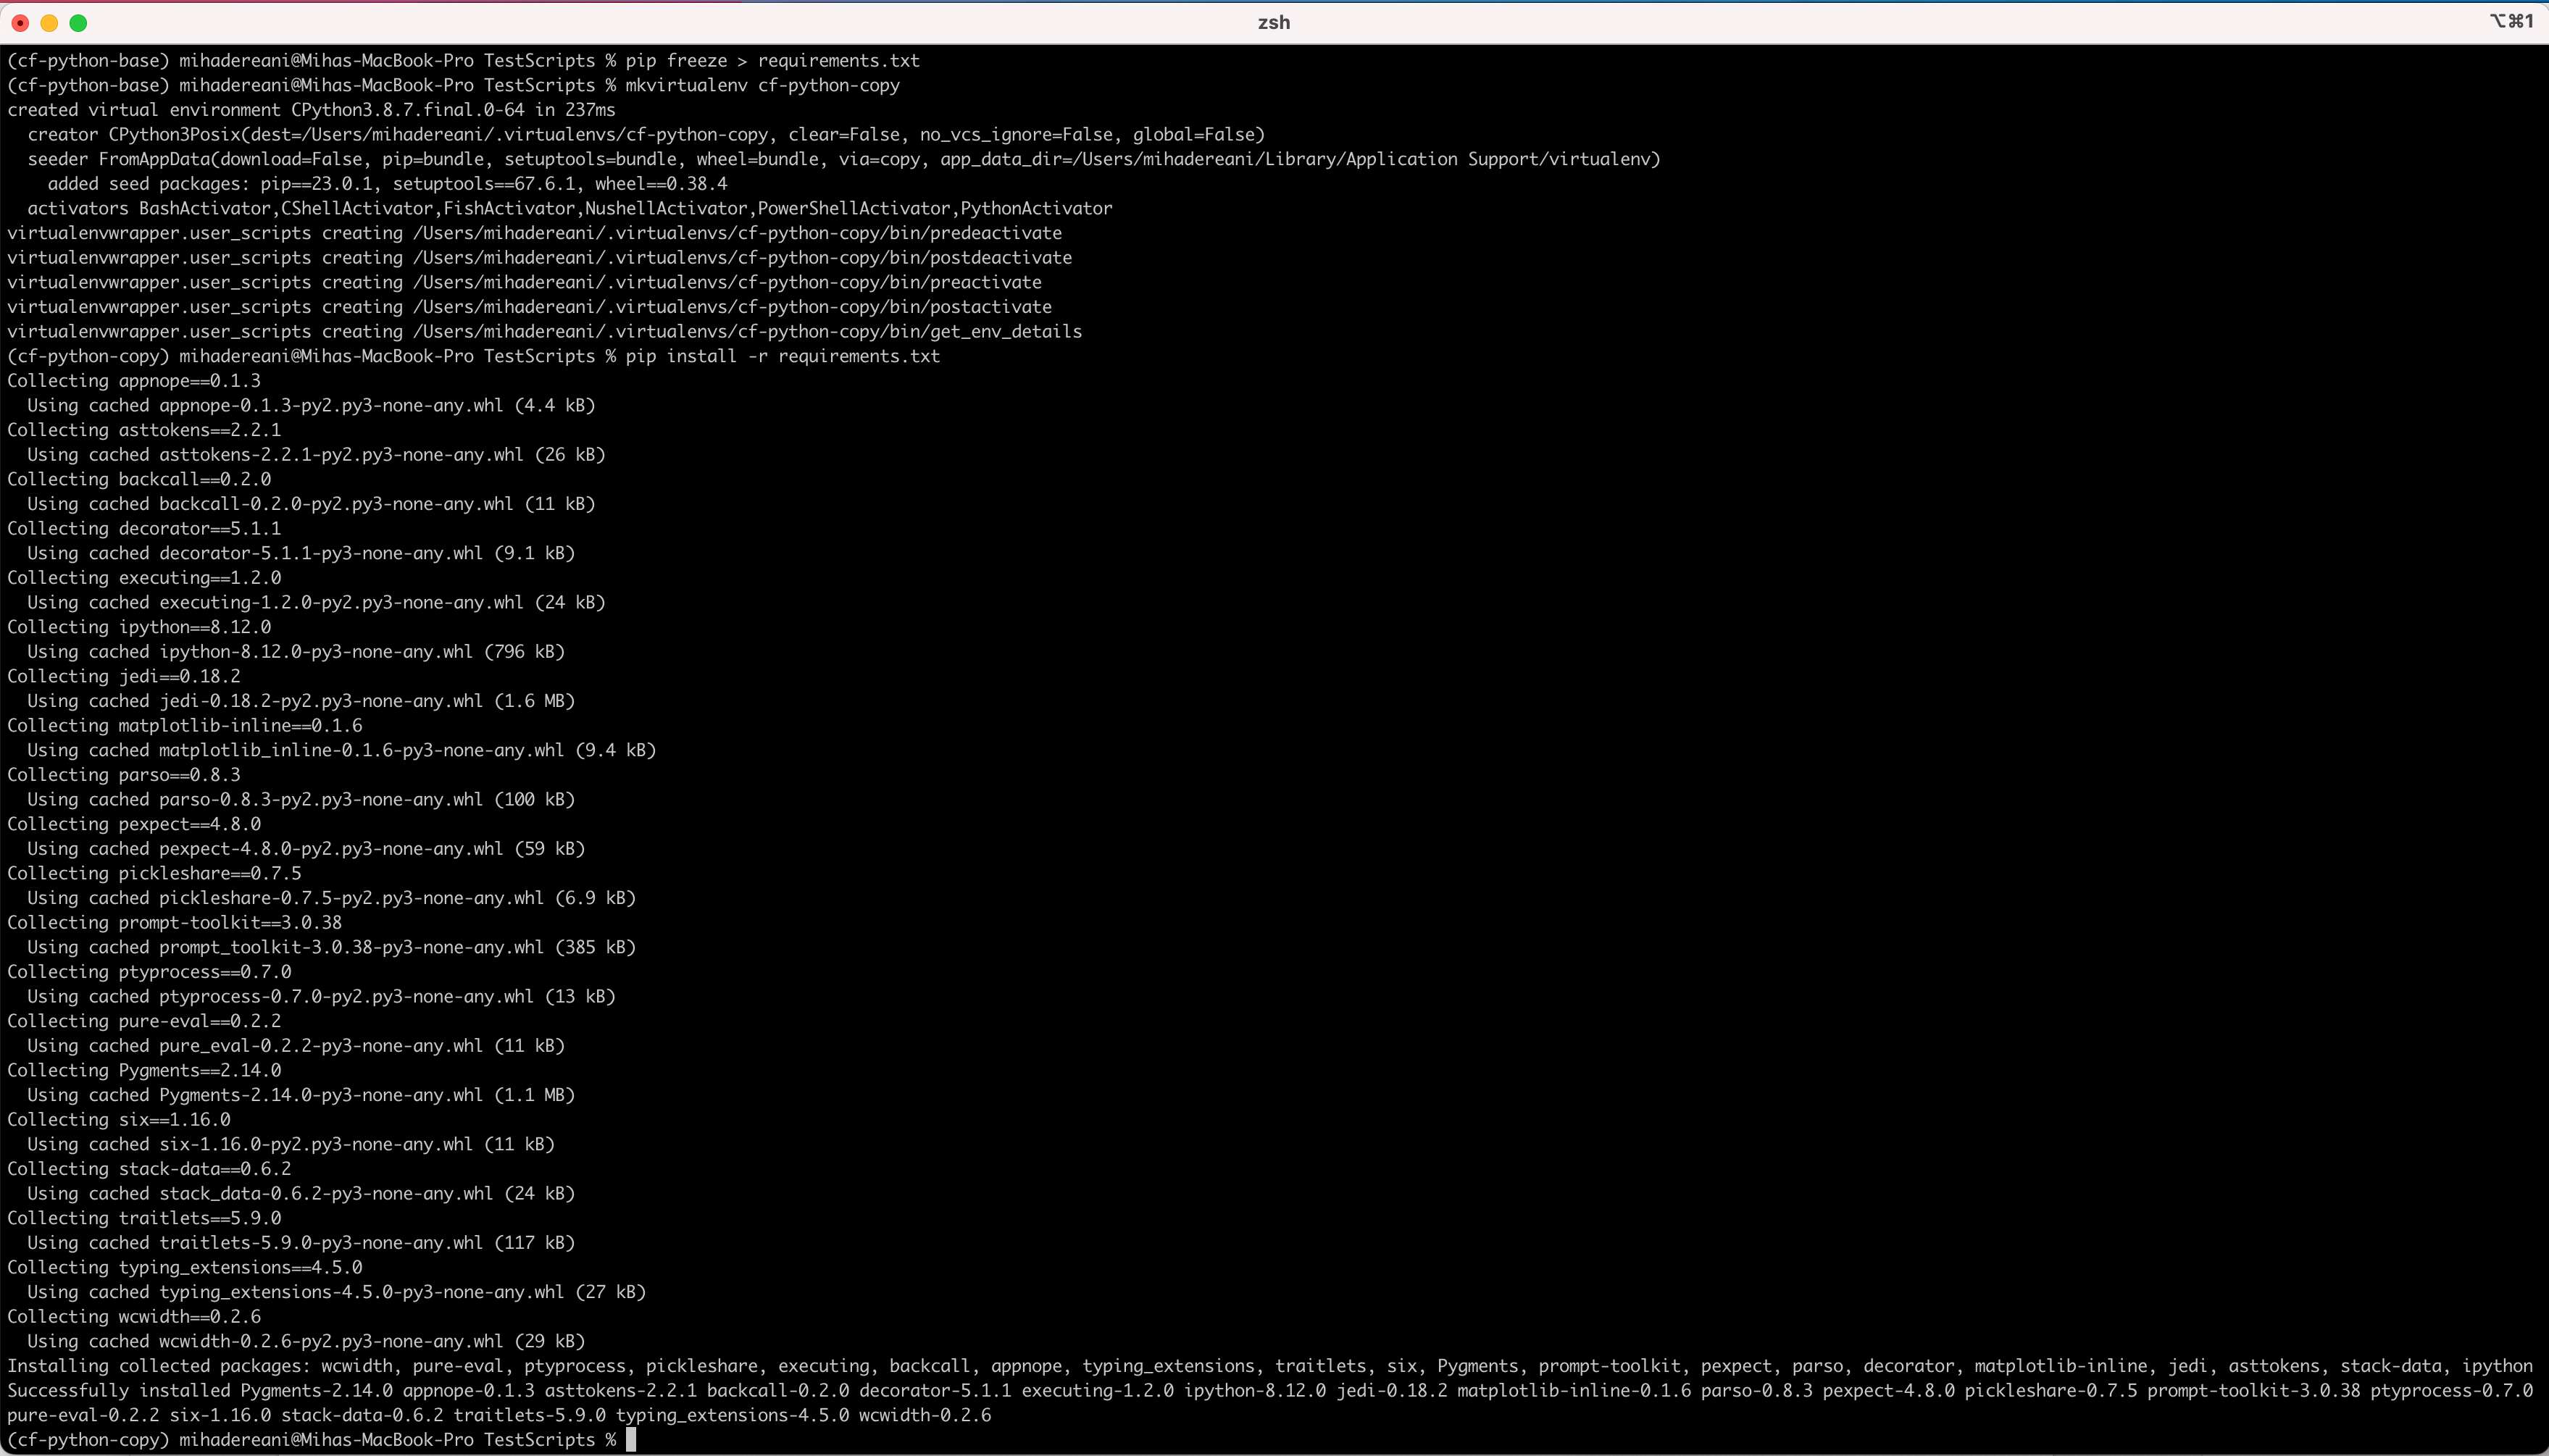 zsh
⌥⌘1
(cf-python-base) mihadereani@Mihas-MacBook-Pro TestScripts % pip freeze > requirements.txt
(cf-python-base) mihadereani@Mihas-MacBook-Pro TestScripts % mkvirtualenv cf-python-copy
created virtual environment CPython3.8.7.final.0-64 in 237ms
  creator CPython3Posix(dest=/Users/mihadereani/.virtualenvs/cf-python-copy, clear=False, no_vcs_ignore=False, global=False)
  seeder FromAppData(download=False, pip=bundle, setuptools=bundle, wheel=bundle, via=copy, app_data_dir=/Users/mihadereani/Library/Application Support/virtualenv)
    added seed packages: pip==23.0.1, setuptools==67.6.1, wheel==0.38.4
  activators BashActivator,CShellActivator,FishActivator,NushellActivator,PowerShellActivator,PythonActivator
virtualenvwrapper.user_scripts creating /Users/mihadereani/.virtualenvs/cf-python-copy/bin/predeactivate
virtualenvwrapper.user_scripts creating /Users/mihadereani/.virtualenvs/cf-python-copy/bin/postdeactivate
virtualenvwrapper.user_scripts creating /Users/mihadereani/.virtualenvs/cf-python-copy/bin/preactivate
virtualenvwrapper.user_scripts creating /Users/mihadereani/.virtualenvs/cf-python-copy/bin/postactivate
virtualenvwrapper.user_scripts creating /Users/mihadereani/.virtualenvs/cf-python-copy/bin/get_env_details
(cf-python-copy) mihadereani@Mihas-MacBook-Pro TestScripts % pip install -r requirements.txt
Collecting appnope==0.1.3
  Using cached appnope-0.1.3-py2.py3-none-any.whl (4.4 kB)
Collecting asttokens==2.2.1
  Using cached asttokens-2.2.1-py2.py3-none-any.whl (26 kB)
Collecting backcall==0.2.0
  Using cached backcall-0.2.0-py2.py3-none-any.whl (11 kB)
Collecting decorator==5.1.1
  Using cached decorator-5.1.1-py3-none-any.whl (9.1 kB)
Collecting executing==1.2.0
  Using cached executing-1.2.0-py2.py3-none-any.whl (24 kB)
Collecting ipython==8.12.0
  Using cached ipython-8.12.0-py3-none-any.whl (796 kB)
Collecting jedi==0.18.2
  Using cached jedi-0.18.2-py2.py3-none-any.whl (1.6 MB)
Collecting matplotlib-inline==0.1.6
  Using cached matplotlib_inline-0.1.6-py3-none-any.whl (9.4 kB)
Collecting parso==0.8.3
  Using cached parso-0.8.3-py2.py3-none-any.whl (100 kB)
Collecting pexpect==4.8.0
  Using cached pexpect-4.8.0-py2.py3-none-any.whl (59 kB)
Collecting pickleshare==0.7.5
  Using cached pickleshare-0.7.5-py2.py3-none-any.whl (6.9 kB)
Collecting prompt-toolkit==3.0.38
  Using cached prompt_toolkit-3.0.38-py3-none-any.whl (385 kB)
Collecting ptyprocess==0.7.0
  Using cached ptyprocess-0.7.0-py2.py3-none-any.whl (13 kB)
Collecting pure-eval==0.2.2
  Using cached pure_eval-0.2.2-py3-none-any.whl (11 kB)
Collecting Pygments==2.14.0
  Using cached Pygments-2.14.0-py3-none-any.whl (1.1 MB)
Collecting six==1.16.0
  Using cached six-1.16.0-py2.py3-none-any.whl (11 kB)
Collecting stack-data==0.6.2
  Using cached stack_data-0.6.2-py3-none-any.whl (24 kB)
Collecting traitlets==5.9.0
  Using cached traitlets-5.9.0-py3-none-any.whl (117 kB)
Collecting typing_extensions==4.5.0
  Using cached typing_extensions-4.5.0-py3-none-any.whl (27 kB)
Collecting wcwidth==0.2.6
  Using cached wcwidth-0.2.6-py2.py3-none-any.whl (29 kB)
Installing collected packages: wcwidth, pure-eval, ptyprocess, pickleshare, executing, backcall, appnope, typing_extensions, traitlets, six, Pygments, prompt-toolkit, pexpect, parso, decorator, matplotlib-inline, jedi, asttokens, stack-data, ipython
Successfully installed Pygments-2.14.0 appnope-0.1.3 asttokens-2.2.1 backcall-0.2.0 decorator-5.1.1 executing-1.2.0 ipython-8.12.0 jedi-0.18.2 matplotlib-inline-0.1.6 parso-0.8.3 pexpect-4.8.0 pickleshare-0.7.5 prompt-toolkit-3.0.38 ptyprocess-0.7.0
pure-eval-0.2.2 six-1.16.0 stack-data-0.6.2 traitlets-5.9.0 typing_extensions-4.5.0 wcwidth-0.2.6
(cf-python-copy) mihadereani@Mihas-MacBook-Pro TestScripts %